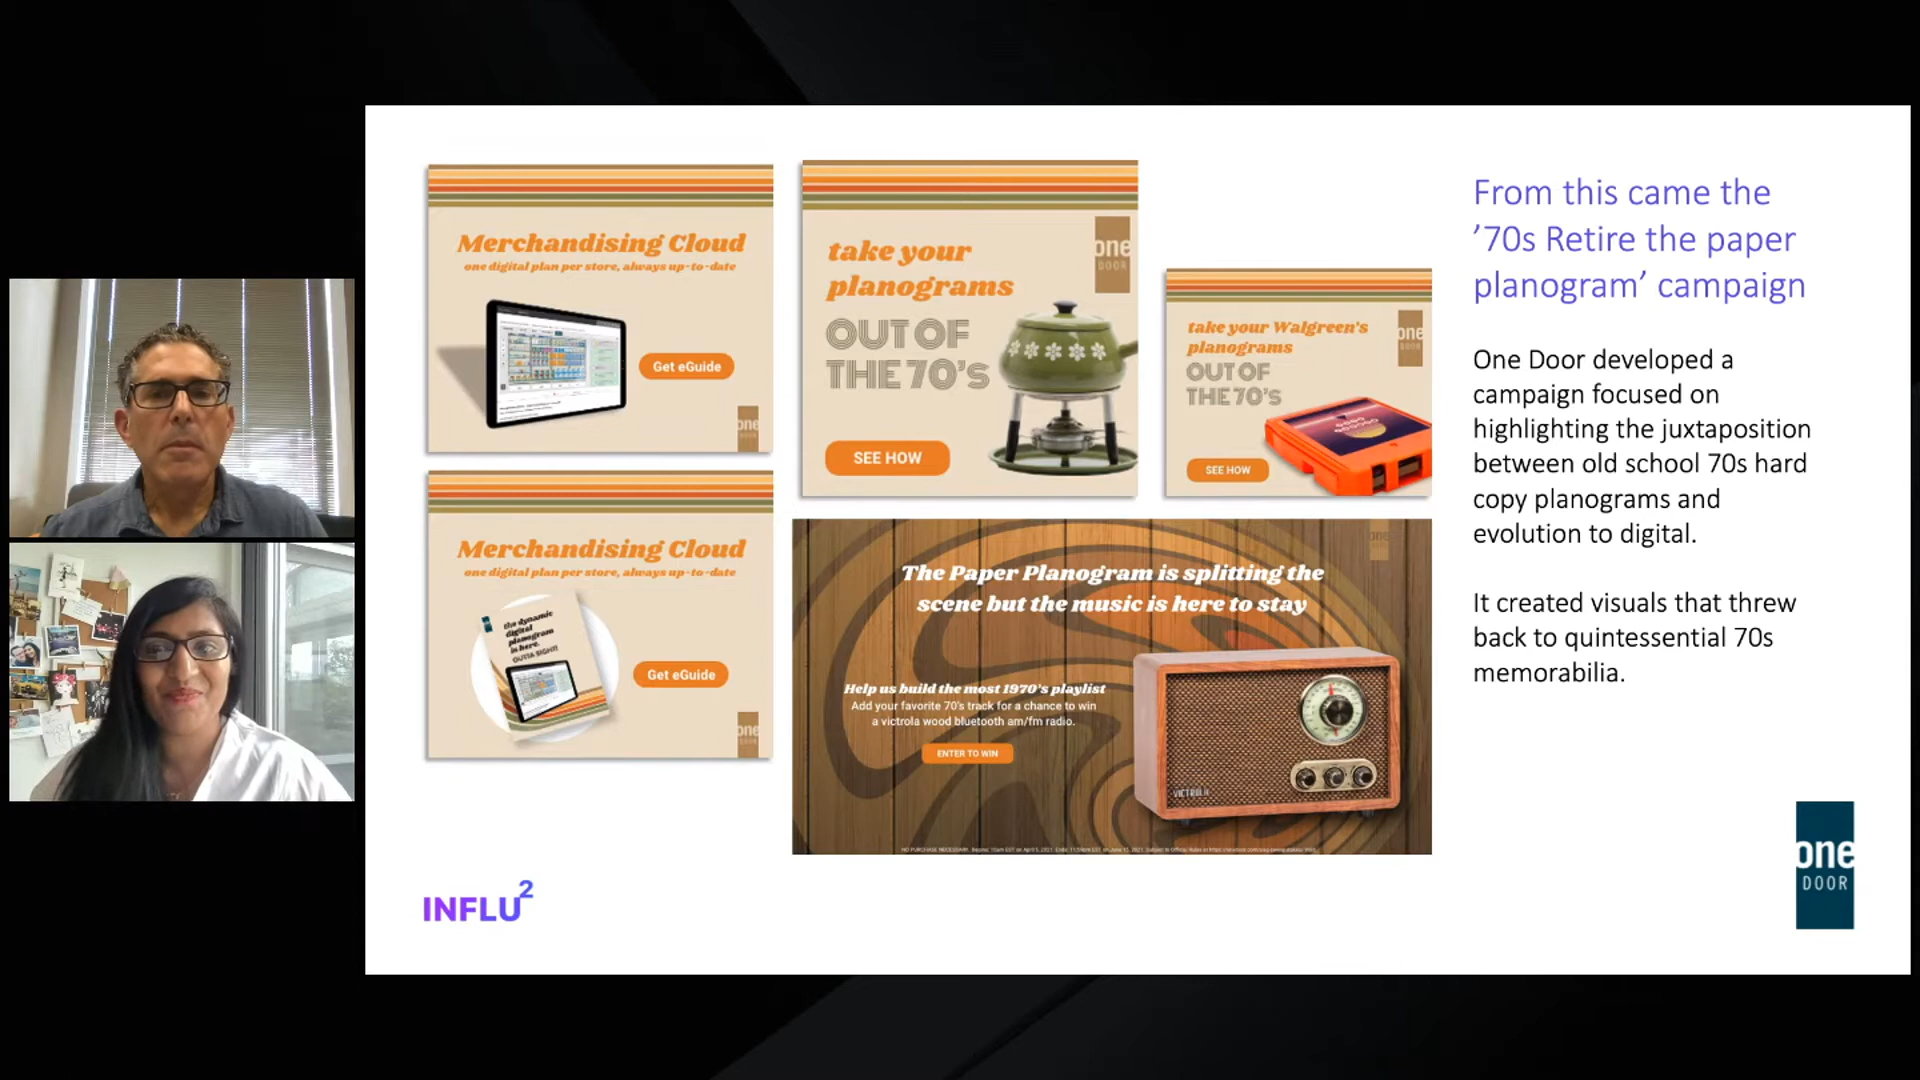 Merchandising Cloud
one digital plan per store, always up-to-date
Get eGuide
one
take your
planograms
OUT OF
THE 70'S
one
DOOR
SEE HOW
take your Walgreen's
planograms
OUT OF
THE 70'S
one
DOOR
SEE HOW
Merchandising Cloud
one digital plan per store, always up-to-date
the dynamic
digital
planogram
is here.
OUTTA SIGHT!
Get eGuide
one
The Paper Planogram is splitting the
scene but the music is here to stay
Help us build the most 1970's playlist
Add your favorite 70's track for a chance to win
a victrola wood bluetooth am/fm radio.
ENTER TO WIN
VICTROLA
From this came the
’70s Retire the paper
planogram’ campaign
One Door developed a
campaign focused on
highlighting the juxtaposition
between old school 70s hard
copy planograms and
evolution to digital.
It created visuals that threw
back to quintessential 70s
memorabilia.
INFLU2
one
DOOR